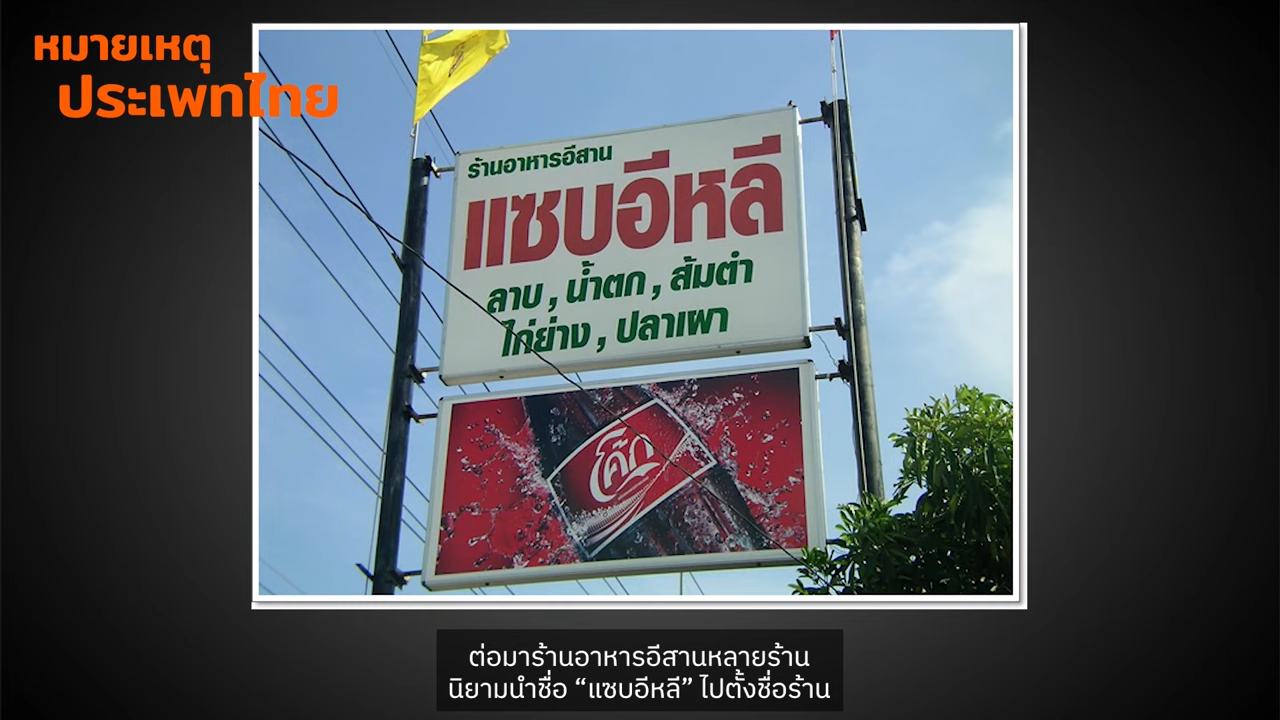 หมายเหตุ
ประเพทไทย
ร้านอาหารอีสาน
แซบอีหลี
ลาบ , น้ำตก , ส้มตำ
ไก่ย่าง , ปลาเผา
โค้ก
ต่อมาร้านอาหารอีสานหลายร้าน
นิยามนำชื่อ “แซบอีหลี” ไปตั้งชื่อร้าน